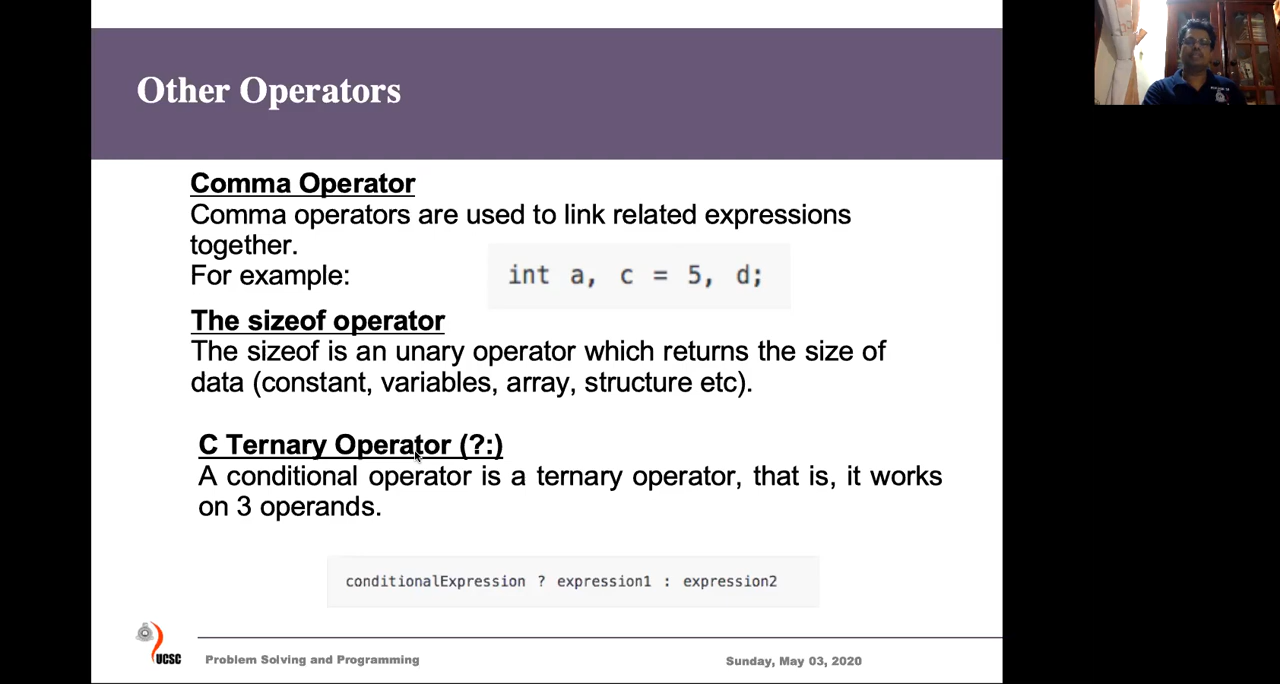 Other Operators
Comma Operator
Comma operators are used to link related expressions
together.
For example:
int a, c = 5, d;
The sizeof operator
The sizeof is an unary operator which returns the size of
data (constant, variables, array, structure etc).
C Ternary Operator (?:)
A conditional operator is a ternary operator, that is, it works
on 3 operands.
conditionalExpression ? expression1 : expression2
UCSC
Problem Solving and Programming
Sunday, May 03, 2020